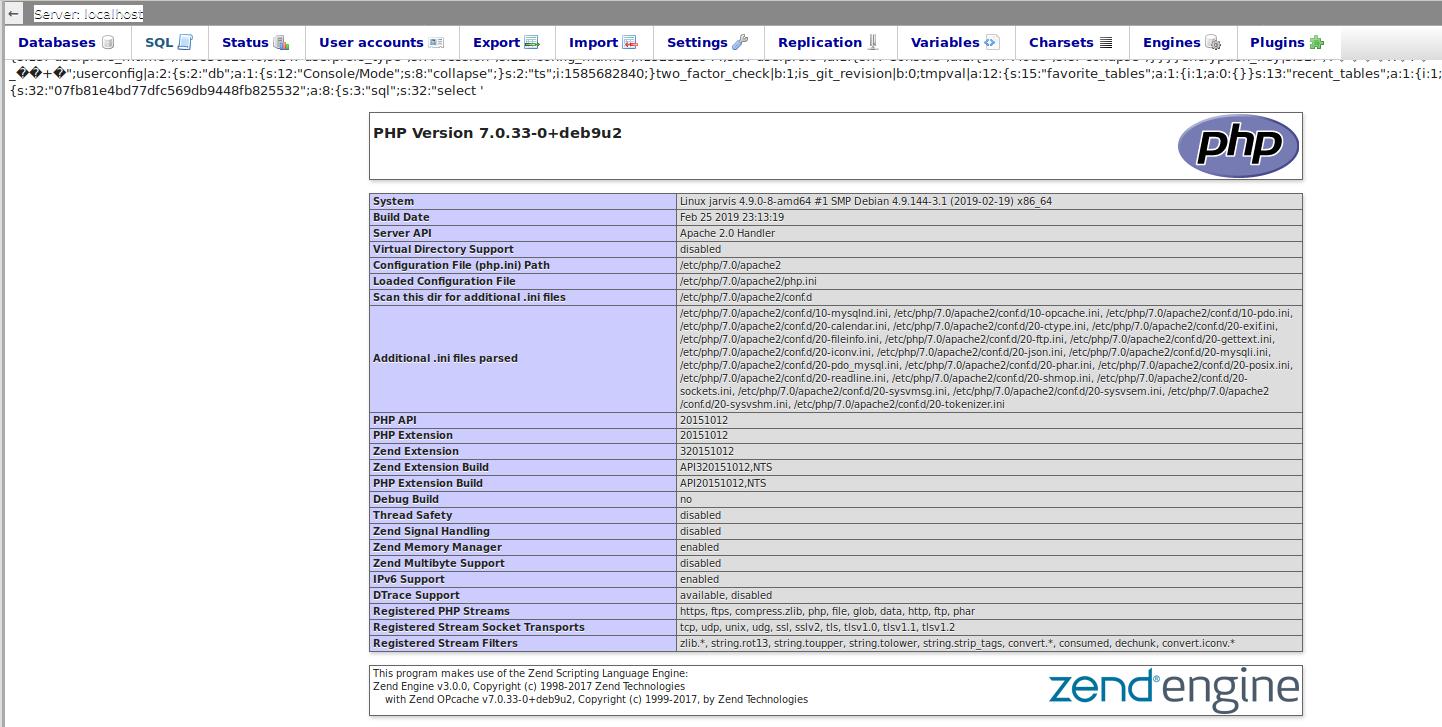 ← Server: localhost
Databases SQL Status User accounts Export Import Settings Replication Variables Charsets Engines Plugins
";userconfig|a:2:{s:2:"db";a:1:{s:12:"Console/Mode";s:8:"collapse";}s:2:"ts";i:1585682840;}two_factor_check|b:1;is_git_revision|b:0;tmpval|a:12:{s:15:"favorite_tables";a:1:{i:1;a:0:{}}s:13:"recent_tables";a:1:{i:1;
{s:32:"07fb81e4bd77dfc569db9448fb825532";a:8:{s:3:"sql";s:32:"select '
PHP Version 7.0.33-0+deb9u2
php
System Linux jarvis 4.9.0-8-amd64 #1 SMP Debian 4.9.144-3.1 (2019-02-19) x86_64
Build Date Feb 25 2019 23:13:19
Server API Apache 2.0 Handler
Virtual Directory Support disabled
Configuration File (php.ini) Path /etc/php/7.0/apache2
Loaded Configuration File /etc/php/7.0/apache2/php.ini
Scan this dir for additional .ini files /etc/php/7.0/apache2/conf.d
Additional .ini files parsed /etc/php/7.0/apache2/conf.d/10-mysqlnd.ini, /etc/php/7.0/apache2/conf.d/10-opcache.ini, /etc/php/7.0/apache2/conf.d/10-pdo.ini,
/etc/php/7.0/apache2/conf.d/20-calendar.ini, /etc/php/7.0/apache2/conf.d/20-ctype.ini, /etc/php/7.0/apache2/conf.d/20-exif.ini,
/etc/php/7.0/apache2/conf.d/20-fileinfo.ini, /etc/php/7.0/apache2/conf.d/20-ftp.ini, /etc/php/7.0/apache2/conf.d/20-gettext.ini,
/etc/php/7.0/apache2/conf.d/20-iconv.ini, /etc/php/7.0/apache2/conf.d/20-json.ini, /etc/php/7.0/apache2/conf.d/20-mysqli.ini,
/etc/php/7.0/apache2/conf.d/20-pdo_mysql.ini, /etc/php/7.0/apache2/conf.d/20-phar.ini, /etc/php/7.0/apache2/conf.d/20-posix.ini,
/etc/php/7.0/apache2/conf.d/20-readline.ini, /etc/php/7.0/apache2/conf.d/20-shmop.ini, /etc/php/7.0/apache2/conf.d/20-
sockets.ini, /etc/php/7.0/apache2/conf.d/20-sysvmsg.ini, /etc/php/7.0/apache2/conf.d/20-sysvsem.ini, /etc/php/7.0/apache2
/conf.d/20-sysvshm.ini, /etc/php/7.0/apache2/conf.d/20-tokenizer.ini
PHP API 20151012
PHP Extension 20151012
Zend Extension 320151012
Zend Extension Build API320151012,NTS
PHP Extension Build API20151012,NTS
Debug Build no
Thread Safety disabled
Zend Signal Handling disabled
Zend Memory Manager enabled
Zend Multibyte Support disabled
IPv6 Support enabled
DTrace Support available, disabled
Registered PHP Streams https, ftps, compress.zlib, php, file, glob, data, http, ftp, phar
Registered Stream Socket Transports tcp, udp, unix, udg, ssl, sslv2, tls, tlsv1.0, tlsv1.1, tlsv1.2
Registered Stream Filters zlib.*, string.rot13, string.toupper, string.tolower, string.strip_tags, convert.*, consumed, dechunk, convert.iconv.*
This program makes use of the Zend Scripting Language Engine:
Zend Engine v3.0.0, Copyright (c) 1998-2017 Zend Technologies
with Zend OPcache v7.0.33-0+deb9u2, Copyright (c) 1999-2017, by Zend Technologies
zend®engine